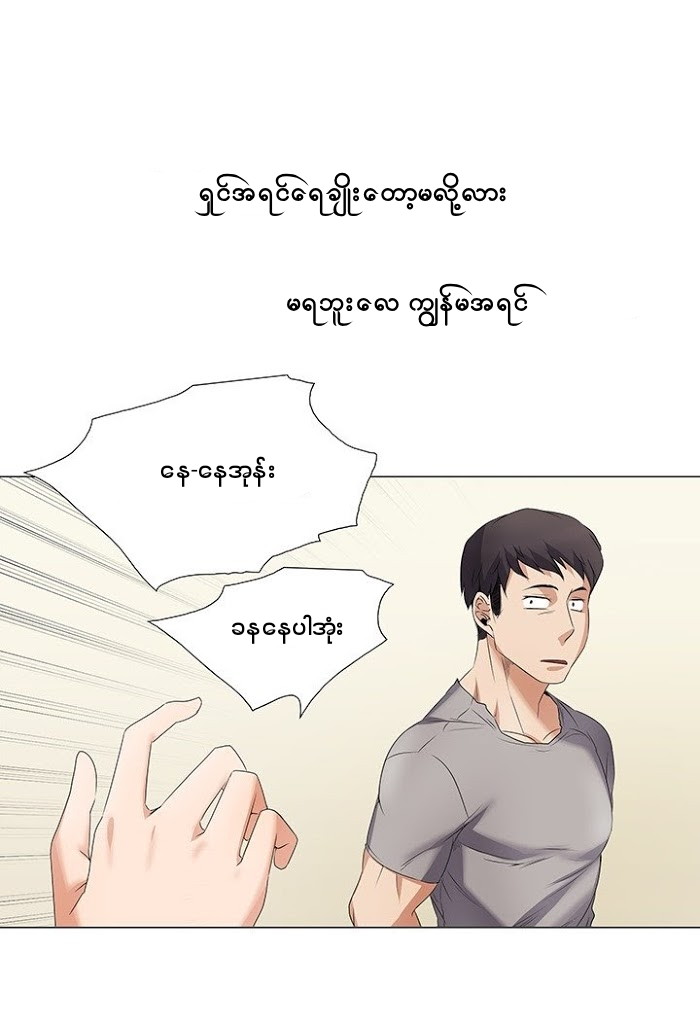 ရှင်အရင်ရေချိုးတော့မလို့လား
မရဘူးလေ ကျွန်မအရင်
နေ-နေအုန်း
ခနနေပါအုံး